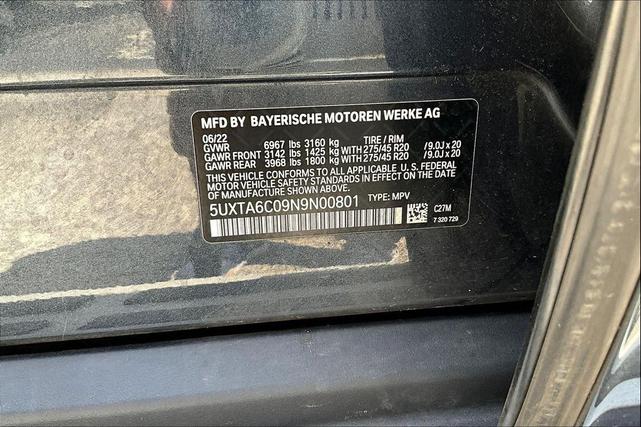 MFD BY BAYERISCHE MOTOREN WERKE AG
06/22
GVWR 6967 lbs 3160 kg TIRE / RIM
GAWR FRONT 3142 lbs 1425 kg WITH 275/45 R20 /9.0J x 20
GAWR REAR 3968 lbs 1800 kg WITH 275/45 R20 /9.0J x 20
THIS VEHICLE CONFORMS TO ALL APPLICABLE U. S. FEDERAL
MOTOR VEHICLE SAFETY STANDARDS IN EFFECT ON THE DATE
OF MANUFACTURE SHOWN ABOVE.
5UXTA6C09N9N00801 TYPE: MPV
C27M
7 320 729